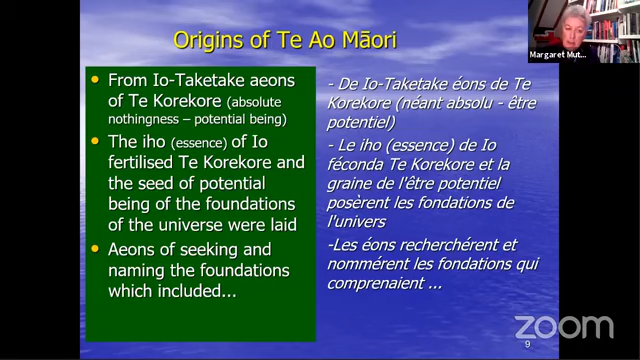 Origins of Te Ao Māori
• From Io-Taketake aeons
of Te Korekore (absolute
nothingness – potential being)
• The iho (essence) of Io
fertilised Te Korekore and
the seed of potential
being of the foundations
of the universe were laid
• Aeons of seeking and
naming the foundations
which included...
- De Io-Taketake éons de Te
Korekore (néant absolu - être
potentiel)
- Le iho (essence) de Io
féconda Te Korekore et la
graine de l'être potentiel
posèrent les fondations de
l'univers
-Les éons recherchérent et
nommérent les fondations qui
comprenaient ...
Margaret Mut...
zoom
9